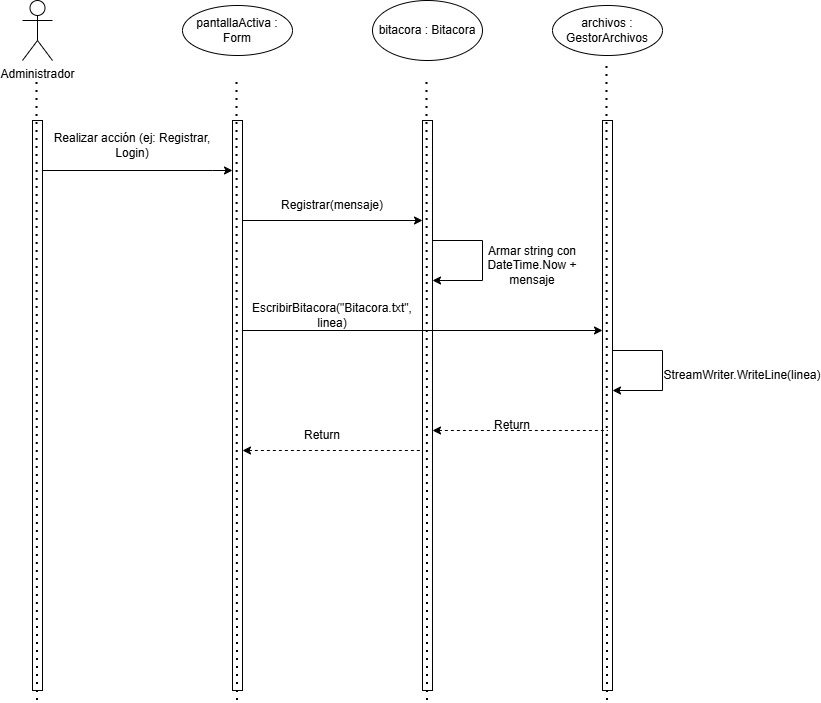 pantallaActiva :
Form
bitacora : Bitacora
archivos :
GestorArchivos
Administrador
Realizar acción (ej: Registrar,
Login)
Registrar(mensaje)
Armar string con
DateTime.Now +
mensaje
EscribirBitacora("Bitacora.txt",
linea)
StreamWriter.WriteLine(linea)
Return
Return